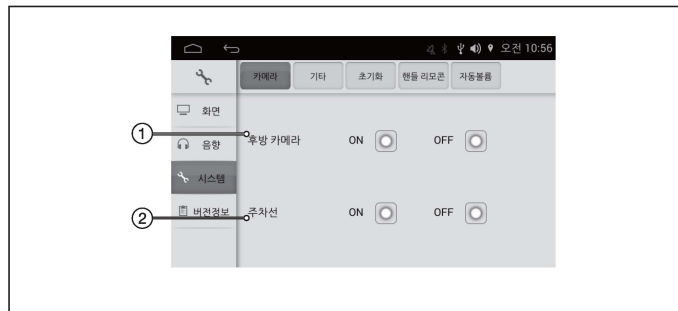 오전 10:56
카메라 기타 초기화 핸들 리모콘 자동볼륨
화면
① 후방 카메라 ON OFF
음향
시스템
② 주차선 ON OFF
버전정보